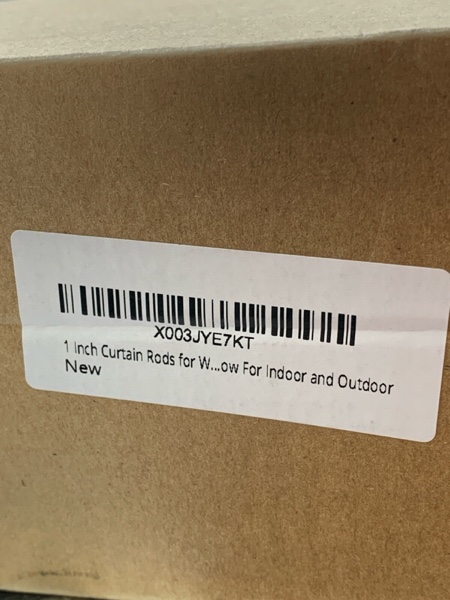 X003JYE7KT
1 Inch Curtain Rods for W...ow For Indoor and Outdoor
New